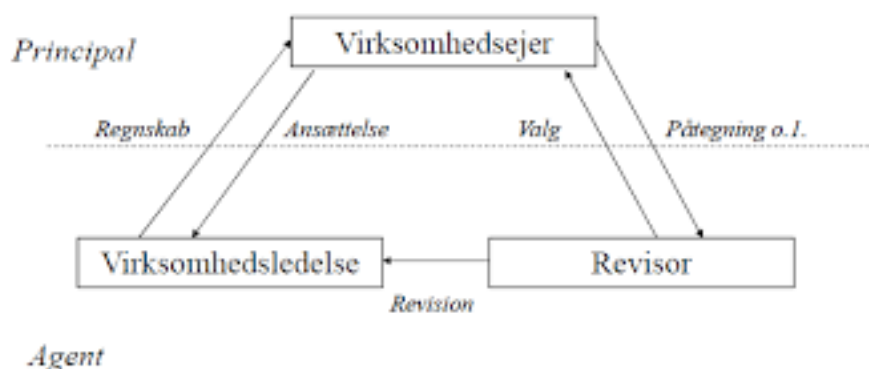 Virksomhedsejer
Principal
Regnskab
Ansættelse
Valg
Påtegning o.l.
Virksomhedsledelse
Revisor
Revision
Agent